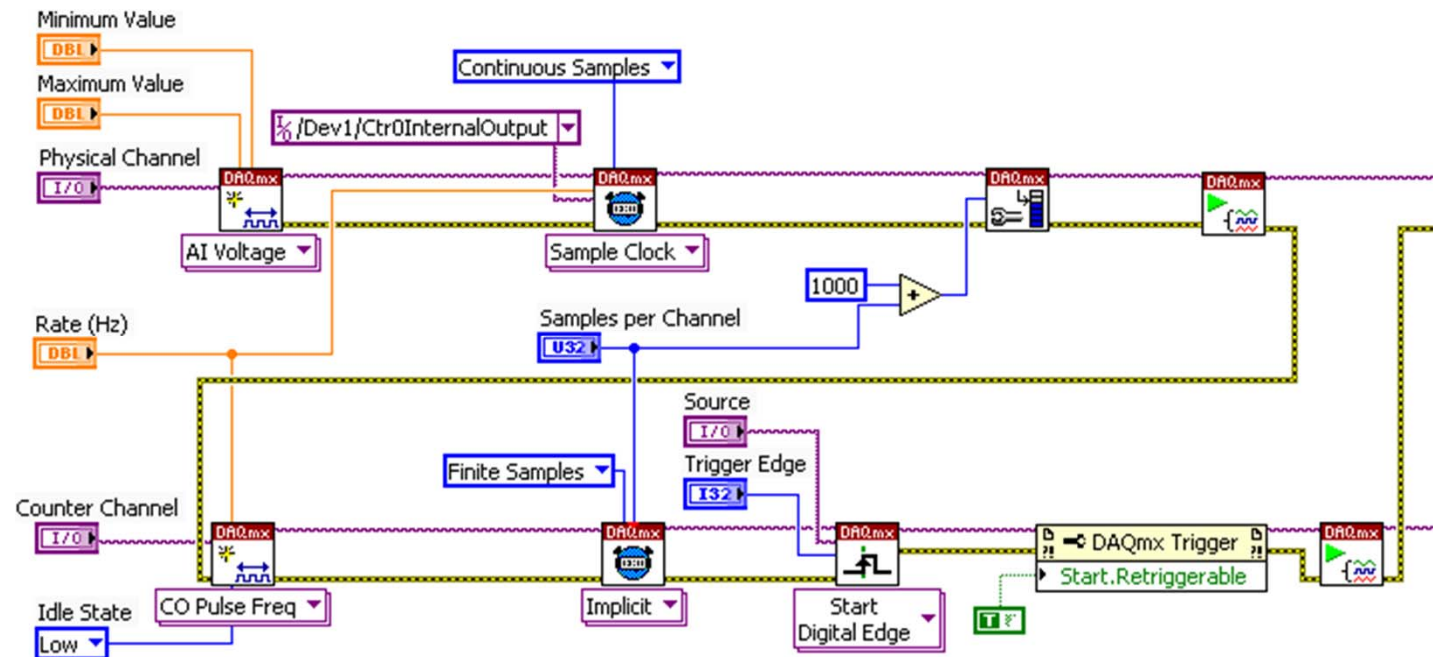 Minimum Value
DBL
Continuous Samples
Maximum Value
DBL
/Dev1/Ctr0InternalOutput
Physical Channel
I/O
DAQmx
DAQmx
DAQmx
DAQmx
AI Voltage
Sample Clock
1000
+
Rate (Hz)
DBL
Samples per Channel
U32
Source
I/O
Finite Samples
Trigger Edge
I32
Counter Channel
I/O
DAQmx
DAQmx
DAQmx
DAQmx Trigger
DAQmx
Start.Retriggerable
CO Pulse Freq
Implicit
Start
Digital Edge
T
Idle State
Low